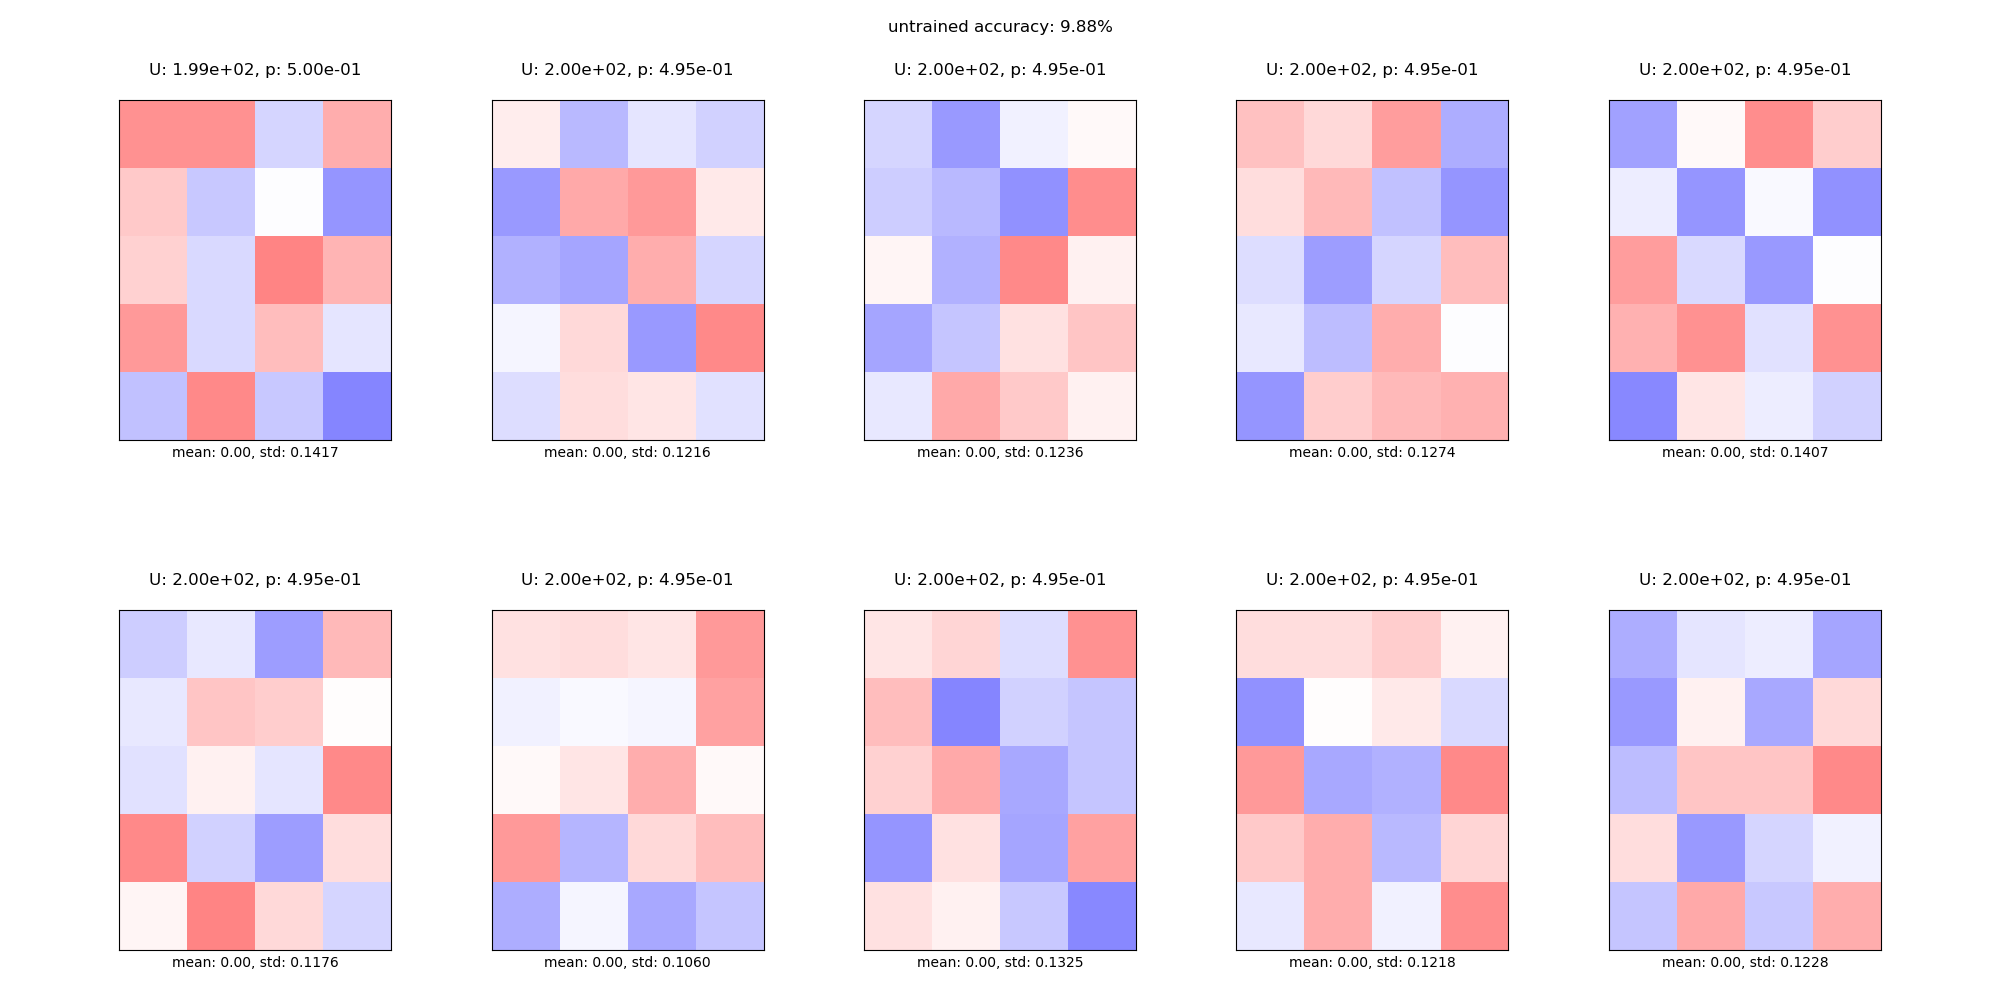 untrained accuracy: 9.88%
U: 1.99e+02, p: 5.00e-01
U: 2.00e+02, p: 4.95e-01
U: 2.00e+02, p: 4.95e-01
U: 2.00e+02, p: 4.95e-01
U: 2.00e+02, p: 4.95e-01
mean: 0.00, std: 0.1417
mean: 0.00, std: 0.1216
mean: 0.00, std: 0.1236
mean: 0.00, std: 0.1274
mean: 0.00, std: 0.1407
U: 2.00e+02, p: 4.95e-01
U: 2.00e+02, p: 4.95e-01
U: 2.00e+02, p: 4.95e-01
U: 2.00e+02, p: 4.95e-01
U: 2.00e+02, p: 4.95e-01
mean: 0.00, std: 0.1176
mean: 0.00, std: 0.1060
mean: 0.00, std: 0.1325
mean: 0.00, std: 0.1218
mean: 0.00, std: 0.1228